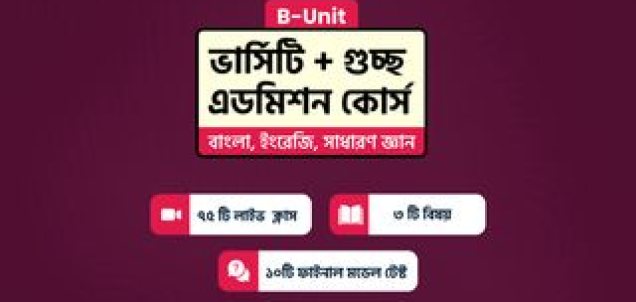 B-Unit
ভার্সিটি + গুচ্ছ
এডমিশন কোর্স
বাংলা, ইংরেজি, সাধারণ জ্ঞান
৭৫ টি লাইভ ক্লাস
৩ টি বিষয়
১০টি ফাইনাল মডেল টেস্ট